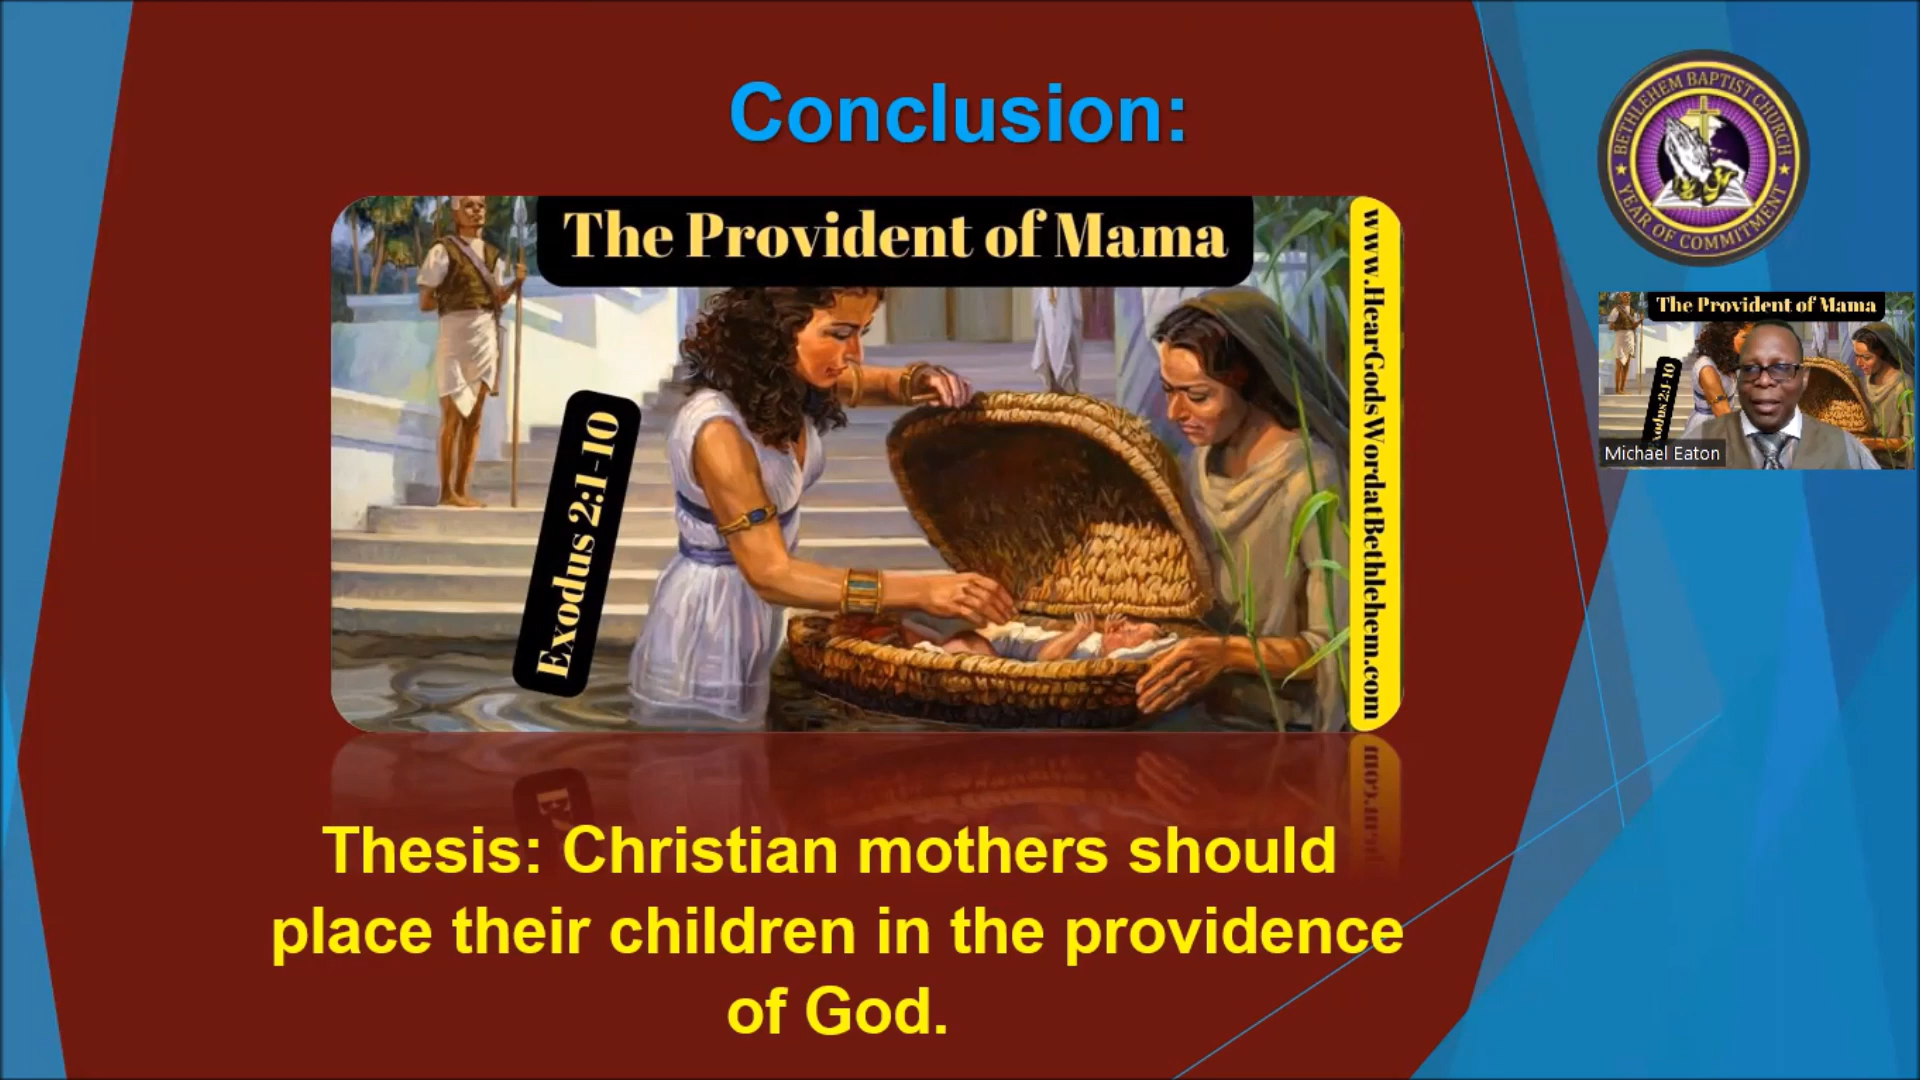 Conclusion:
The Provident of Mama
Exodus 2:1-10
www.HearGodsWordatBethlehem.com
Thesis: Christian mothers should
place their children in the providence
of God.
BETHLEHEM BAPTIST CHURCH
YEAR OF COMMITMENT
The Provident of Mama
Exodus 2:1-10
Michael Eaton